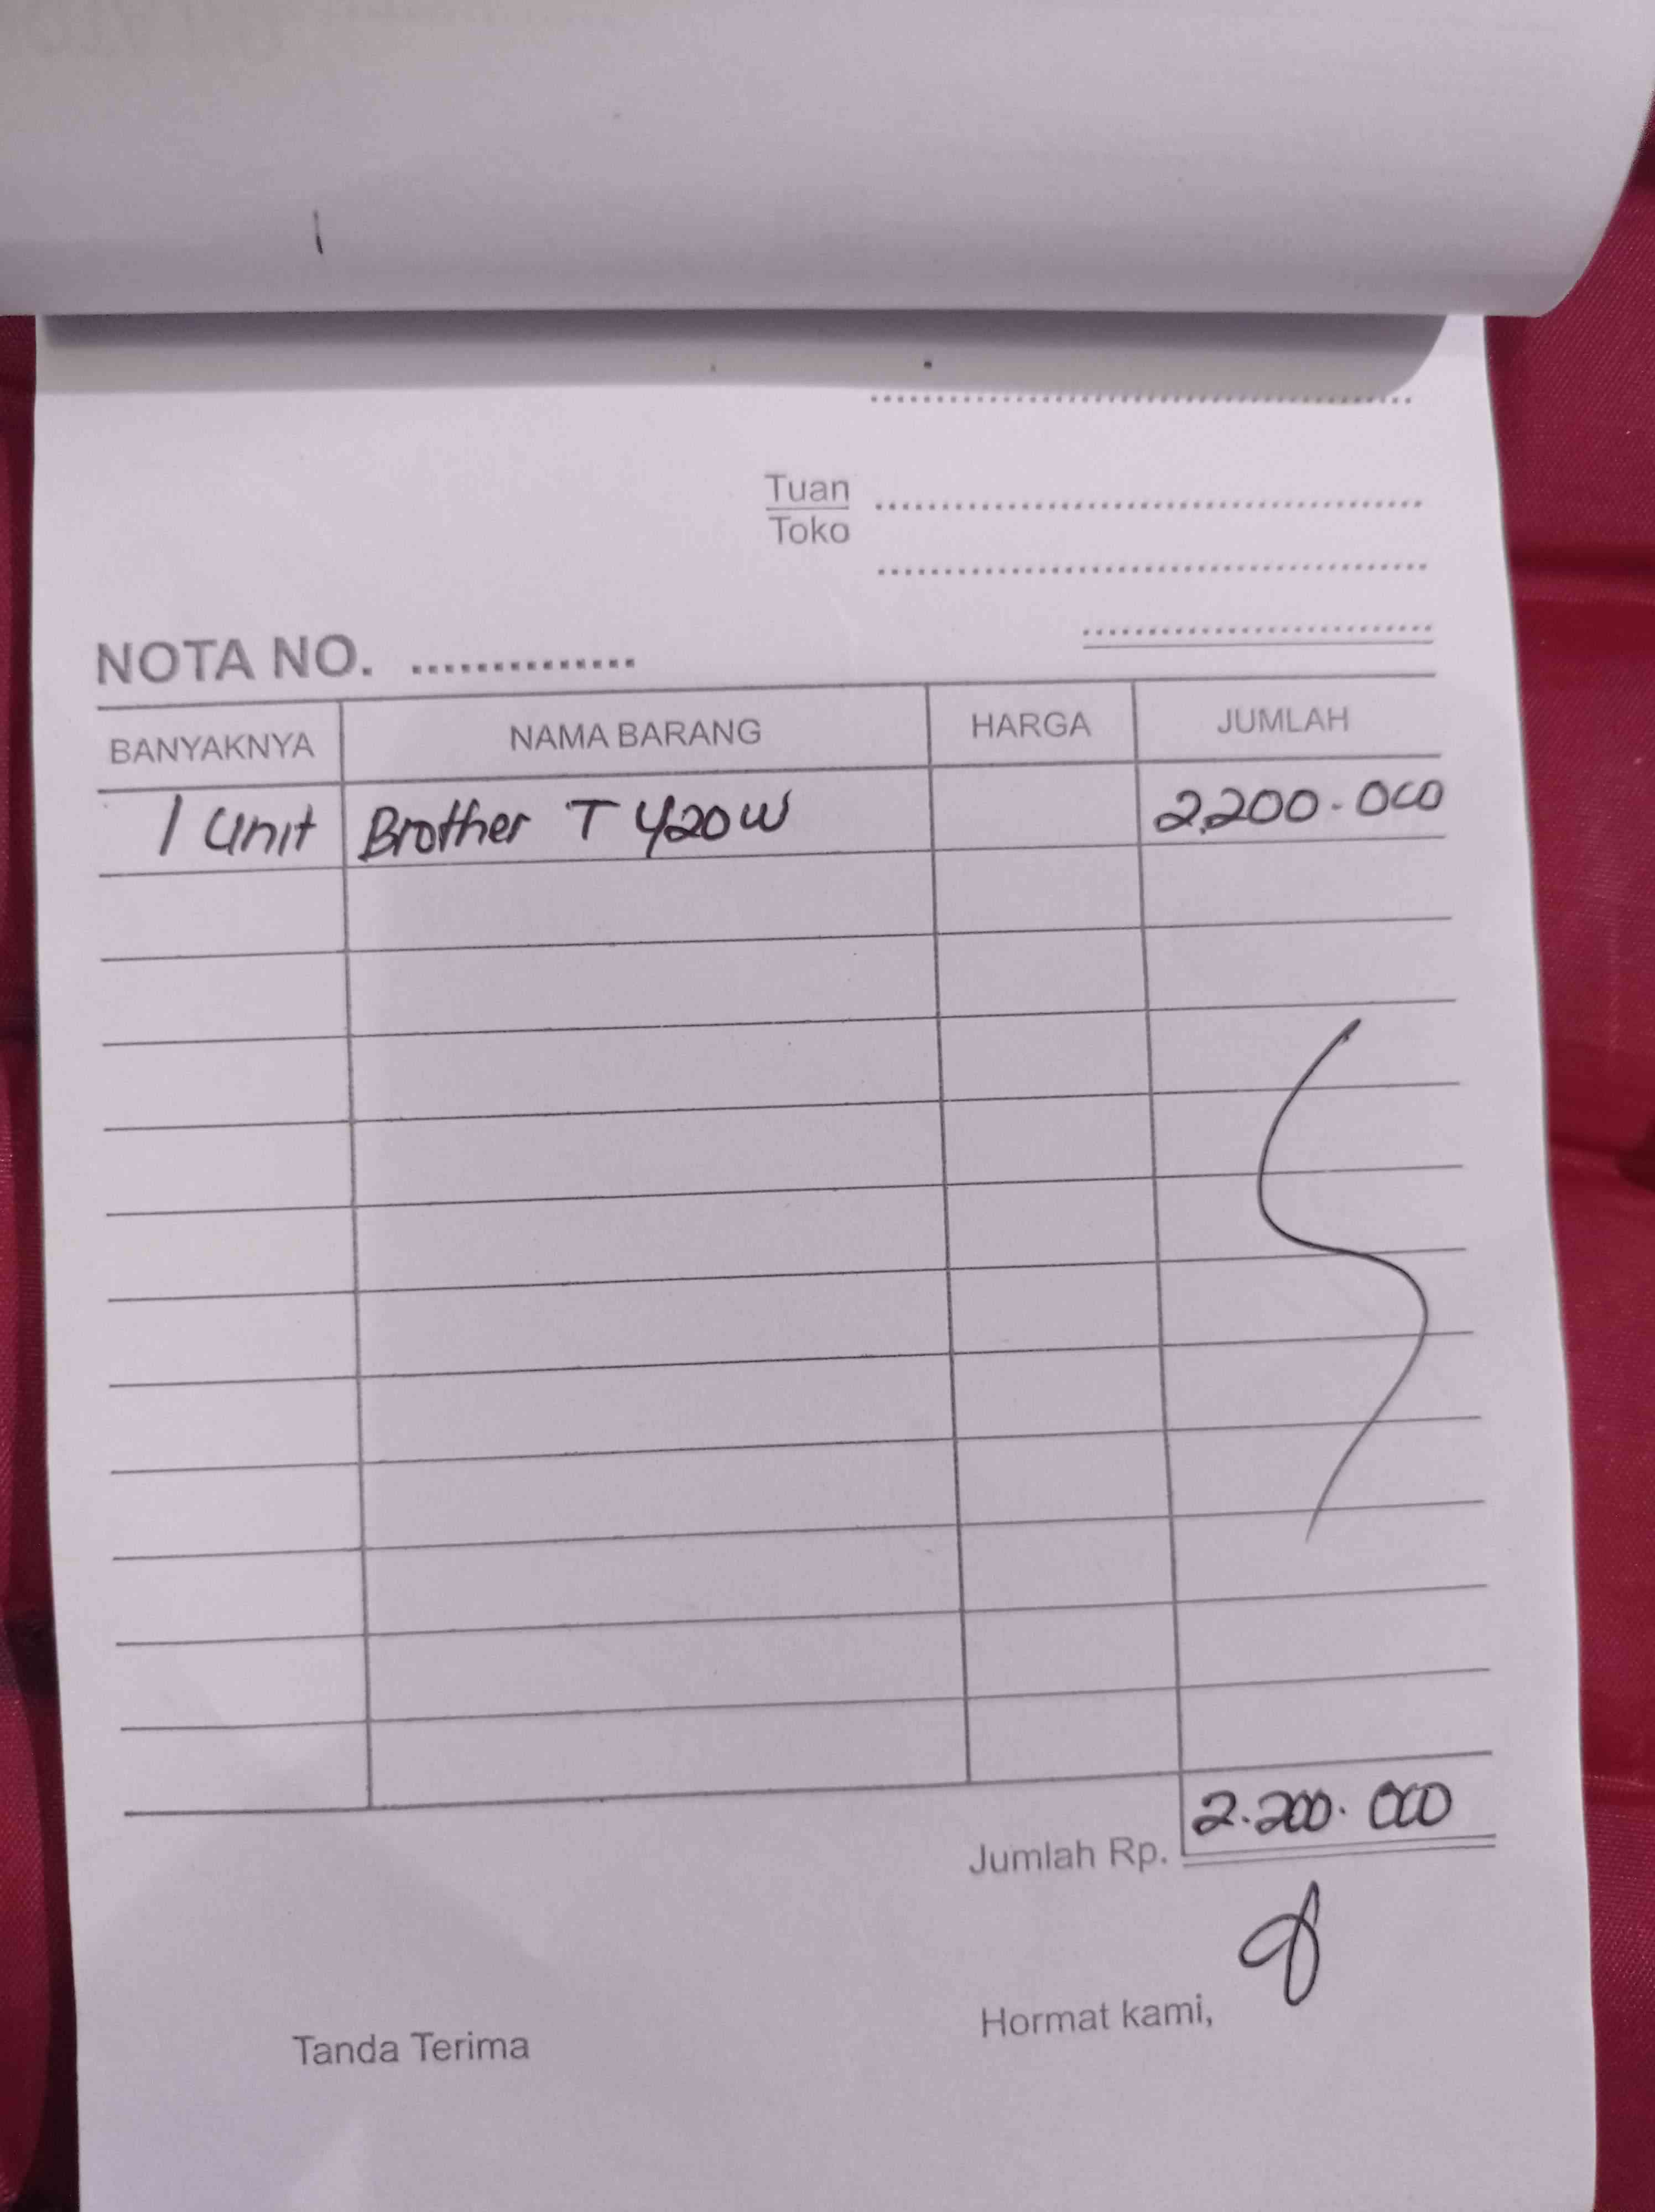 Tuan
Toko
NOTA NO. ..............
BANYAKNYA NAMA BARANG HARGA JUMLAH
1 Unit Brother T 420W 2.200.000
Jumlah Rp. 2.200.000
Hormat kami,
Tanda Terima